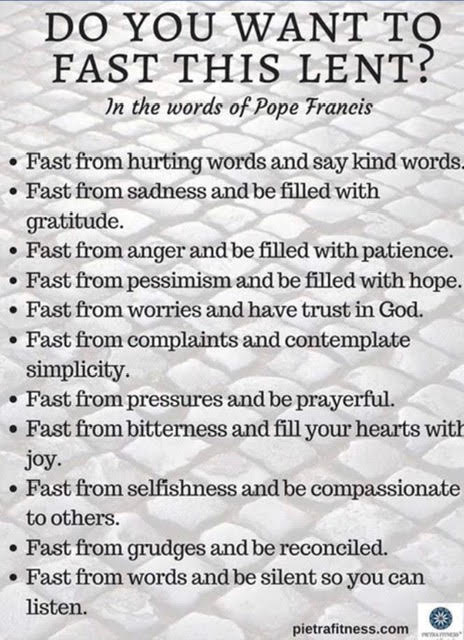 DO YOU WANT TO
FAST THIS LENT?
In the words of Pope Francis
• Fast from hurting words and say kind words.
• Fast from sadness and be filled with
gratitude.
• Fast from anger and be filled with patience.
• Fast from pessimism and be filled with hope.
• Fast from worries and have trust in God.
• Fast from complaints and contemplate
simplicity.
• Fast from pressures and be prayerful.
• Fast from bitterness and fill your hearts with
joy.
• Fast from selfishness and be compassionate
to others.
• Fast from grudges and be reconciled.
• Fast from words and be silent so you can
listen.
pietrafitness.com
PIETRA FITNESS